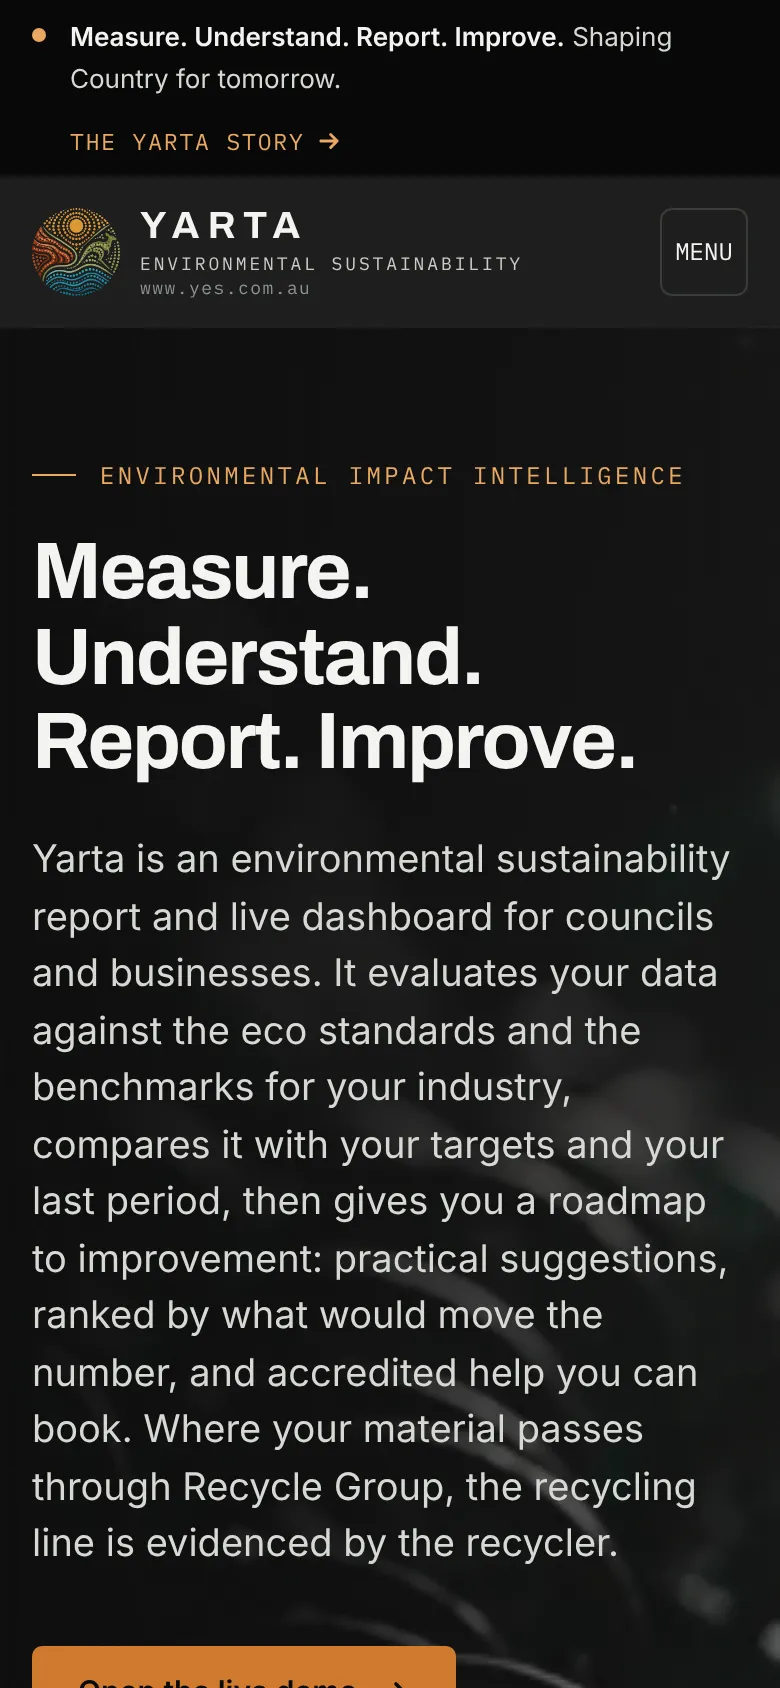 Measure. Understand. Report. Improve. Shaping
Country for tomorrow.
THE YARTA STORY →
YARTA
ENVIRONMENTAL SUSTAINABILITY
www.yes.com.au
MENU
ENVIRONMENTAL IMPACT INTELLIGENCE
Measure.
Understand.
Report. Improve.
Yarta is an environmental sustainability
report and live dashboard for councils
and businesses. It evaluates your data
against the eco standards and the
benchmarks for your industry,
compares it with your targets and your
last period, then gives you a roadmap
to improvement: practical suggestions,
ranked by what would move the
number, and accredited help you can
book. Where your material passes
through Recycle Group, the recycling
line is evidenced by the recycler.
Open the live demo →